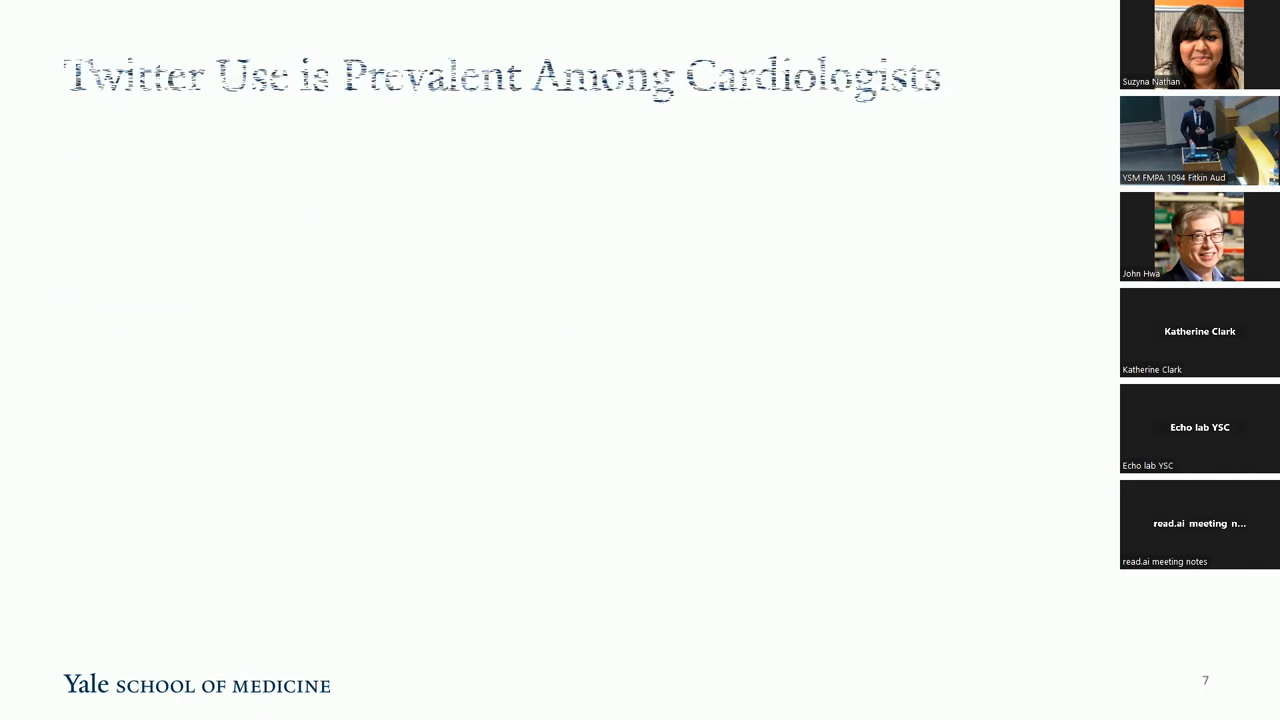 Twitter Use is Prevalent Among Cardiologists
Suzyna Nathan
YSM FMPA 1094 Fitkin Aud
John Hwa
Katherine Clark
Katherine Clark
Echo lab YSC
Echo lab YSC
read.ai meeting n...
read.ai meeting notes
Yale SCHOOL OF MEDICINE
7